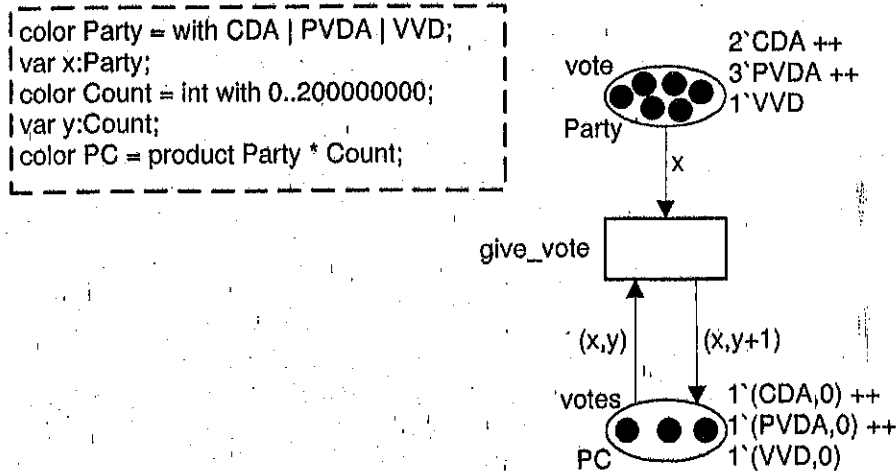 color Party = with CDA | PVDA | VVD;
var x:Party;
color Count = int with 0..200000000;
var y:Count;
color PC = product Party * Count;
vote
Party
2`CDA ++
3`PVDA ++
1`VVD
x
give_vote
(x,y)
(x,y+1)
votes
PC
1`(CDA,0) ++
1`(PVDA,0) ++
1`(VVD,0)